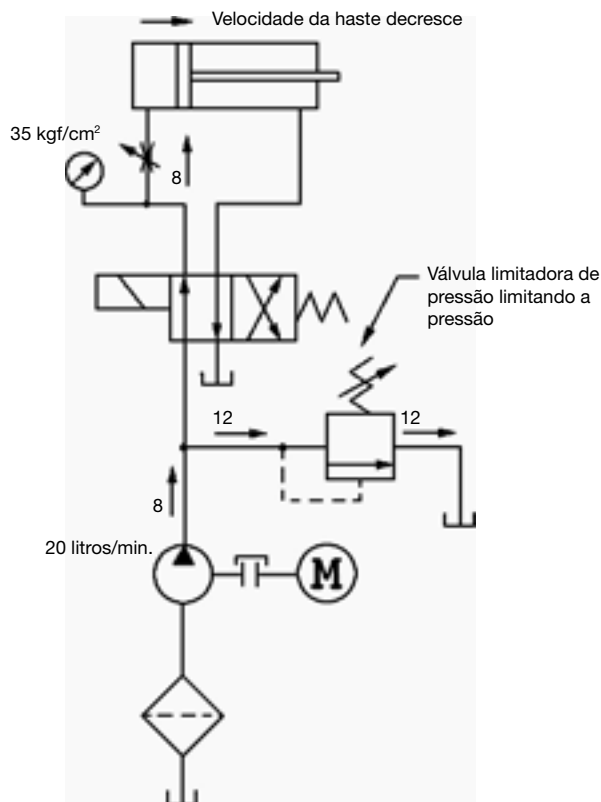 Velocidade da haste decresce
35 kgf/cm²
8
Válvula limitadora de
pressão limitando a
pressão
12
12
8
20 litros/min.
M